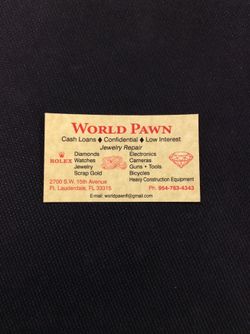 WORLD PAWN
Cash Loans ♦ Confidential ♦ Low Interest
Jewelry Repair
ROLEX
Diamonds
Watches
Jewelry
Scrap Gold
Electronics
Cameras
Guns • Tools
Bicycles
Heavy Construction Equipment
2700 S.W. 15th Avenue
Ft. Lauderdale, FL 33315
Ph. 954-763-4343
E-mail: worldpawnfl@gmail.com